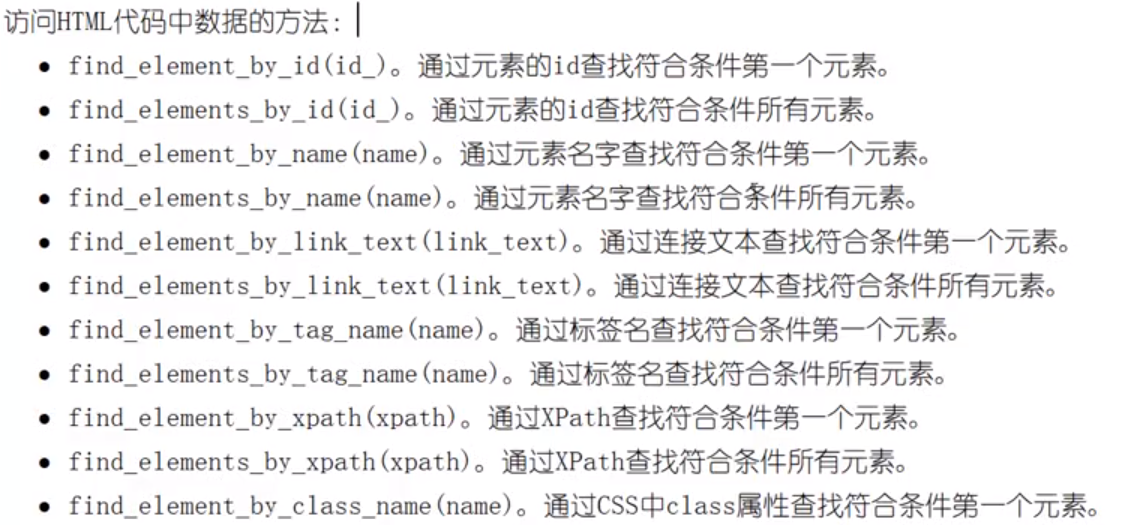 访问HTML代码中数据的方法:
● find_element_by_id(id_)。通过元素的id查找符合条件第一个元素。
● find_elements_by_id(id_)。通过元素的id查找符合条件所有元素。
● find_element_by_name(name)。通过元素名字查找符合条件第一个元素。
● find_elements_by_name(name)。通过元素名字查找符合条件所有元素。
● find_element_by_link_text(link_text)。通过连接文本查找符合条件第一个元素。
● find_elements_by_link_text(link_text)。通过连接文本查找符合条件所有元素。
● find_element_by_tag_name(name)。通过标签名查找符合条件第一个元素。
● find_elements_by_tag_name(name)。通过标签名查找符合条件所有元素。
● find_element_by_xpath(xpath)。通过XPath查找符合条件第一个元素。
● find_elements_by_xpath(xpath)。通过XPath查找符合条件所有元素。
● find_element_by_class_name(name)。通过CSS中class属性查找符合条件第一个元素。